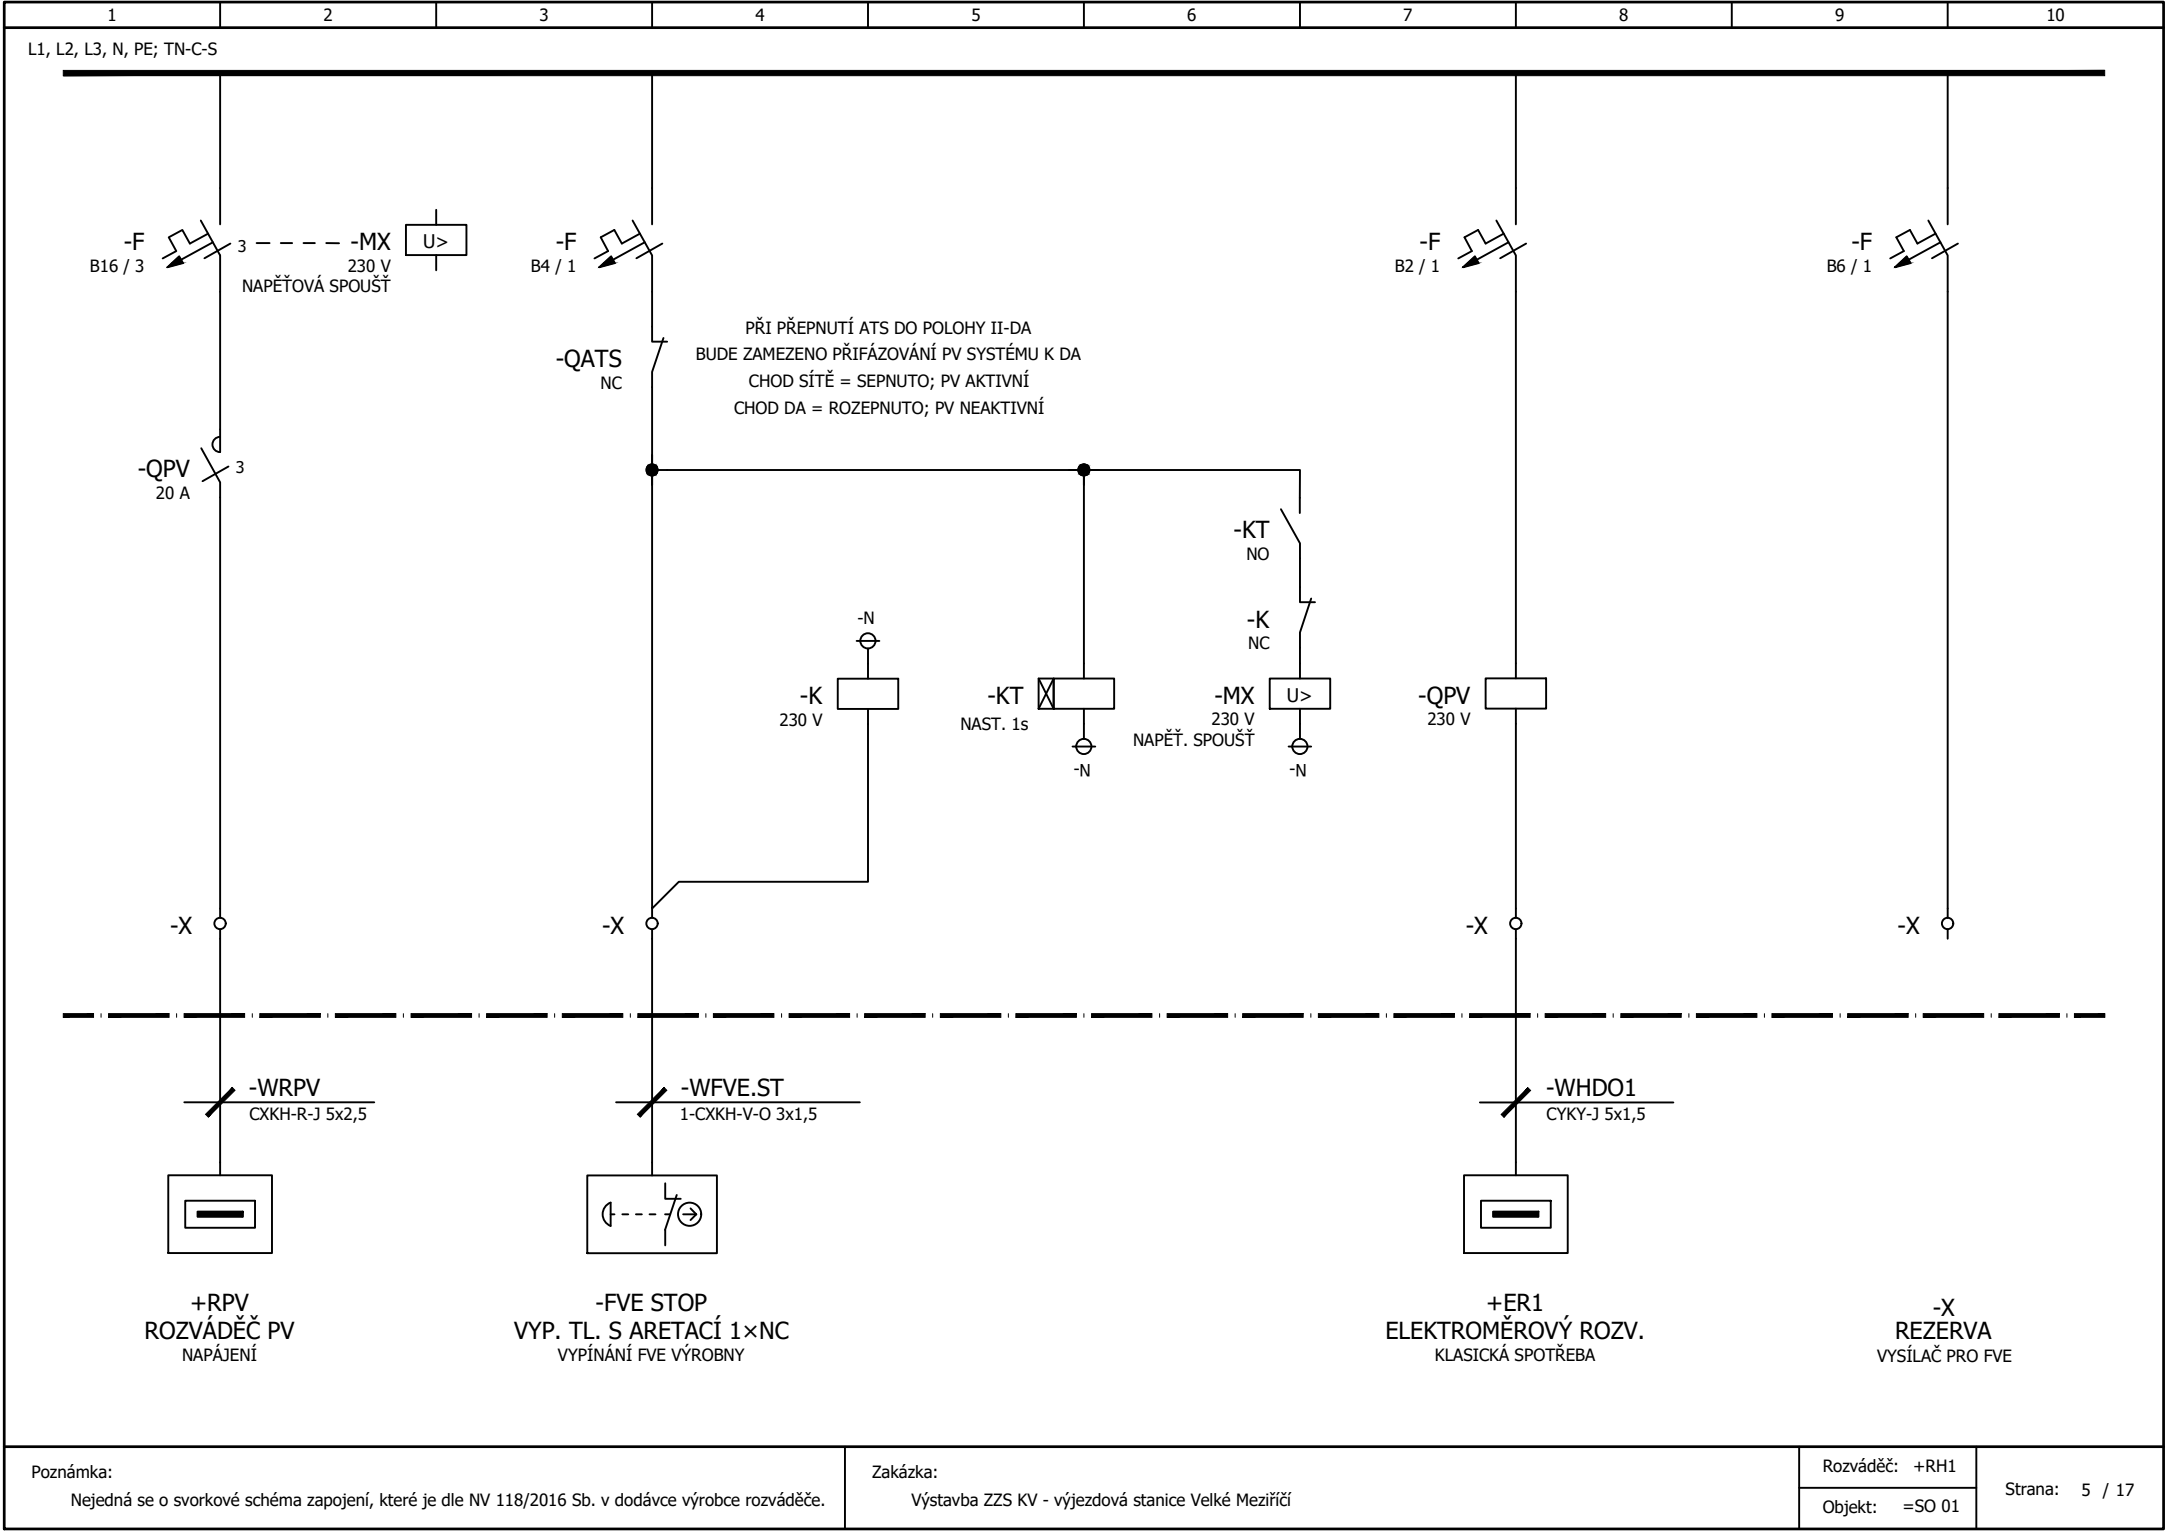 1 2 3 4 5 6 7 8 9 10
L1, L2, L3, N, PE; TN-C-S
-F
B16 / 3
3
-MX
230 V
NAPĚŤOVÁ SPOUŠŤ
U>
-F
B4 / 1
-F
B2 / 1
-F
B6 / 1
-QATS
NC
PŘI PŘEPNUTÍ ATS DO POLOHY II-DA
BUDE ZAMEZENO PŘIFÁZOVÁNÍ PV SYSTÉMU K DA
CHOD SÍTĚ = SEPNUTO; PV AKTIVNÍ
CHOD DA = ROZEPNUTO; PV NEAKTIVNÍ
-QPV
20 A
3
-KT
NO
-K
NC
-N
-K
230 V
-KT
NAST. 1s
-N
-MX
230 V
NAPĚŤ. SPOUŠŤ
U>
-N
-QPV
230 V
-X
-X
-X
-X
-WRPV
CXKH-R-J 5x2,5
-WFVE.ST
1-CXKH-V-O 3x1,5
-WHDO1
CYKY-J 5x1,5
+RPV
ROZVÁDĚČ PV
NAPÁJENÍ
-FVE STOP
VYP. TL. S ARETACÍ 1×NC
VYPÍNÁNÍ FVE VÝROBNY
+ER1
ELEKTROMĚROVÝ ROZV.
KLASICKÁ SPOTŘEBA
-X
REZERVA
VYSÍLAČ PRO FVE
Poznámka:
Nejedná se o svorkové schéma zapojení, které je dle NV 118/2016 Sb. v dodávce výrobce rozváděče.
Zakázka:
Výstavba ZZS KV - výjezdová stanice Velké Meziříčí
Rozváděč: +RH1
Objekt: =SO 01
Strana: 5 / 17